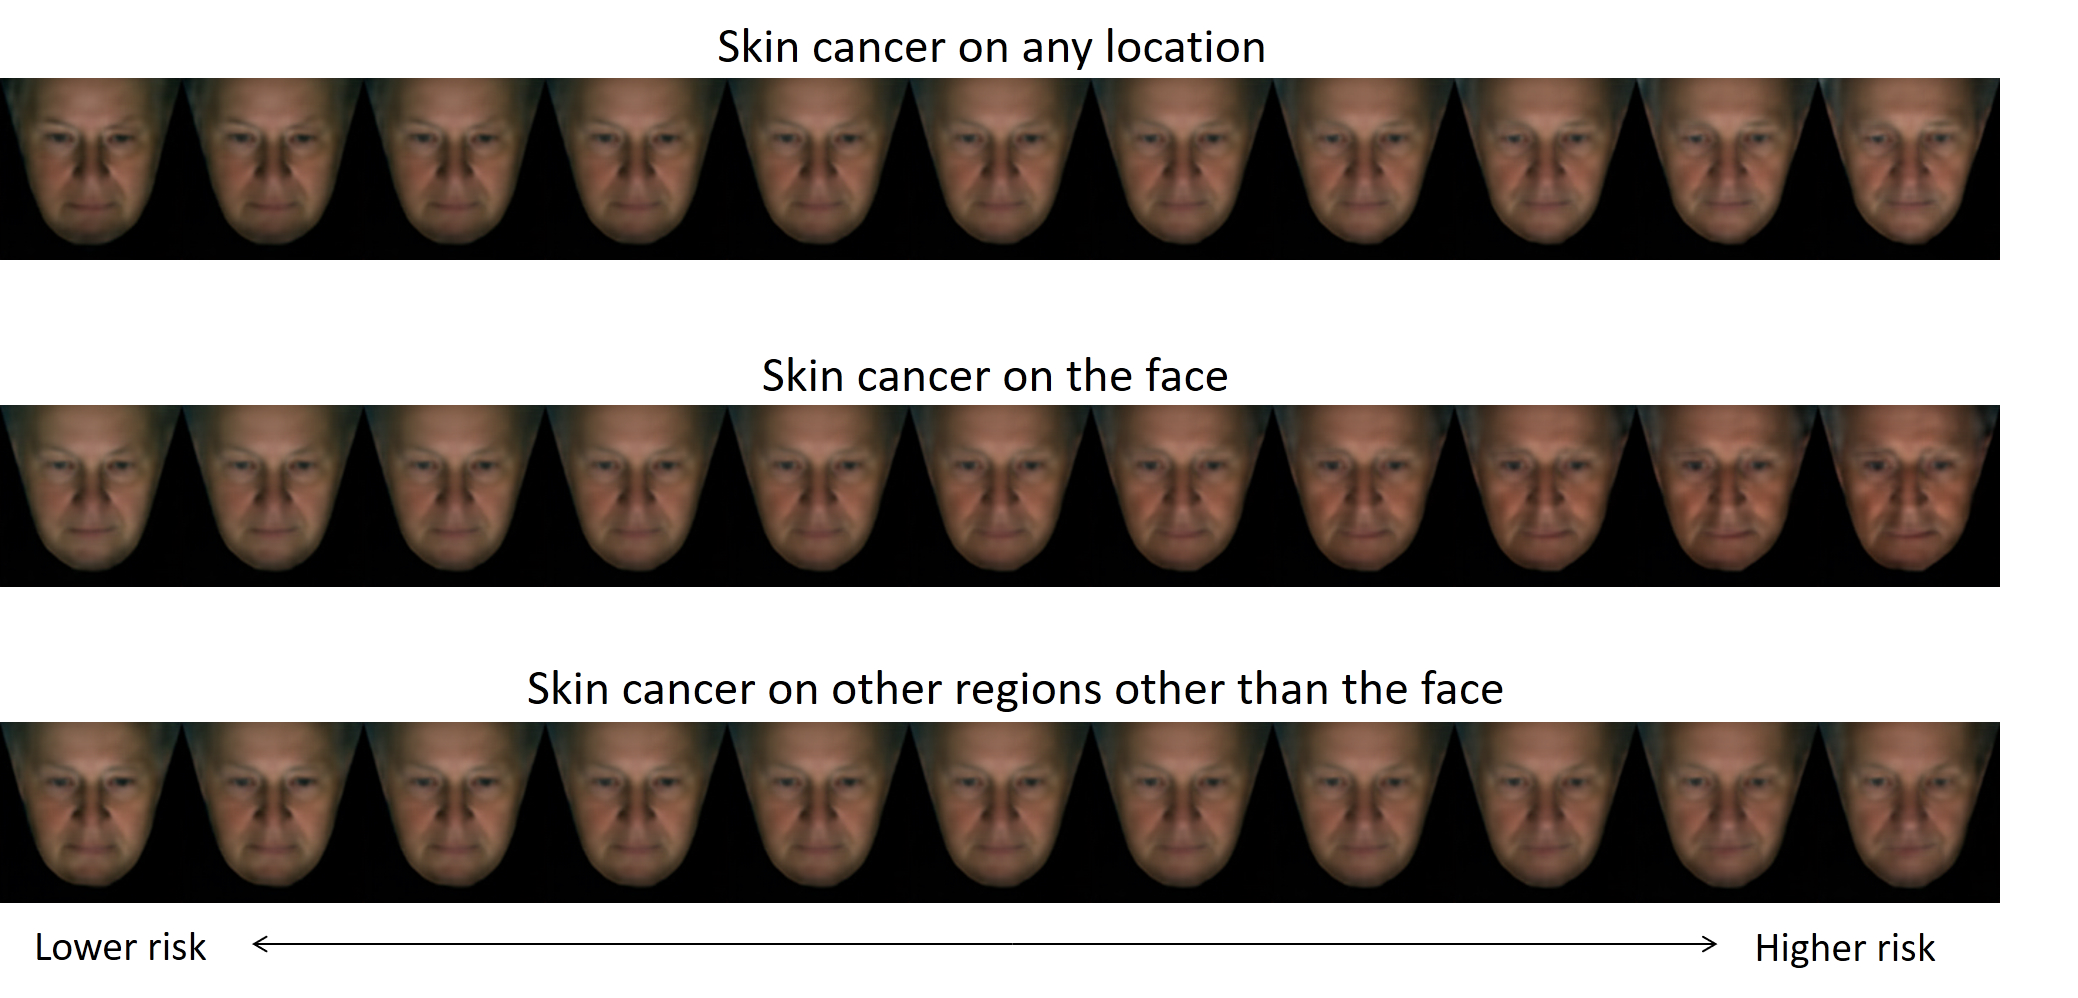 Skin cancer on any location
Skin cancer on the face
Skin cancer on other regions other than the face
Lower risk
Higher risk